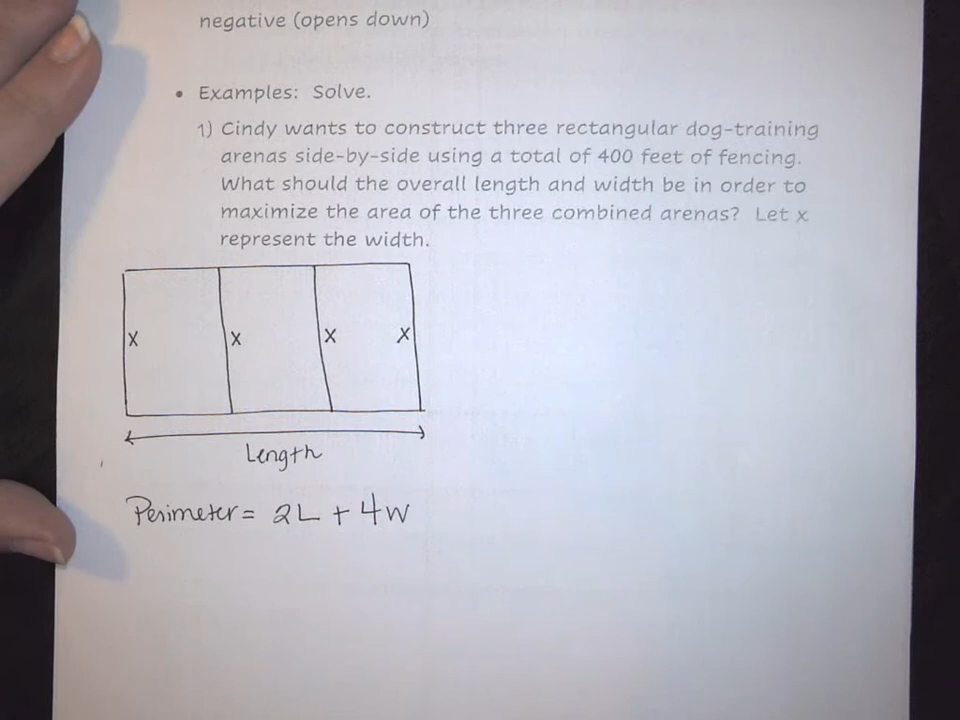 negative (opens down)
• Examples: Solve.
1) Cindy wants to construct three rectangular dog-training
arenas side-by-side using a total of 400 feet of fencing.
What should the overall length and width be in order to
maximize the area of the three combined arenas? Let x
represent the width.
x x x x
Length
Perimeter = 2L + 4W